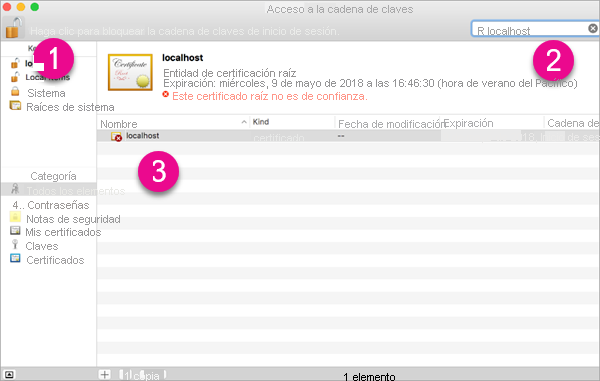 Acceso a la cadena de claves
Haga clic para bloquear la cadena de claves de inicio de sesión.
R localhost
1
2
lo
Local Items
Sistema
Raíces de sistema
Certificate
localhost
Entidad de certificación raíz
Expiración: miércoles, 9 de mayo de 2018 a las 16:46:30 (hora de verano del Pacífico)
Este certificado raíz no es de confianza.
Nombre Kind Fecha de modificación Expiración Cadena de
localhost certificado --
3
Categoría
Todos los elementos
4.. Contraseñas
Notas de seguridad
Mis certificados
Claves
Certificados
+ copia 1 elemento